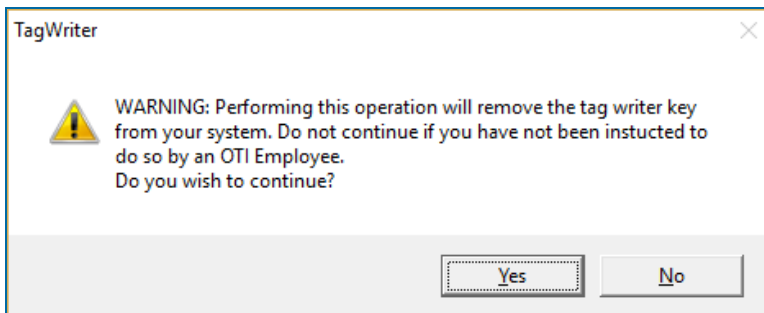 TagWriter
WARNING: Performing this operation will remove the tag writer key
from your system. Do not continue if you have not been instucted to
do so by an OTI Employee.
Do you wish to continue?
Yes
No